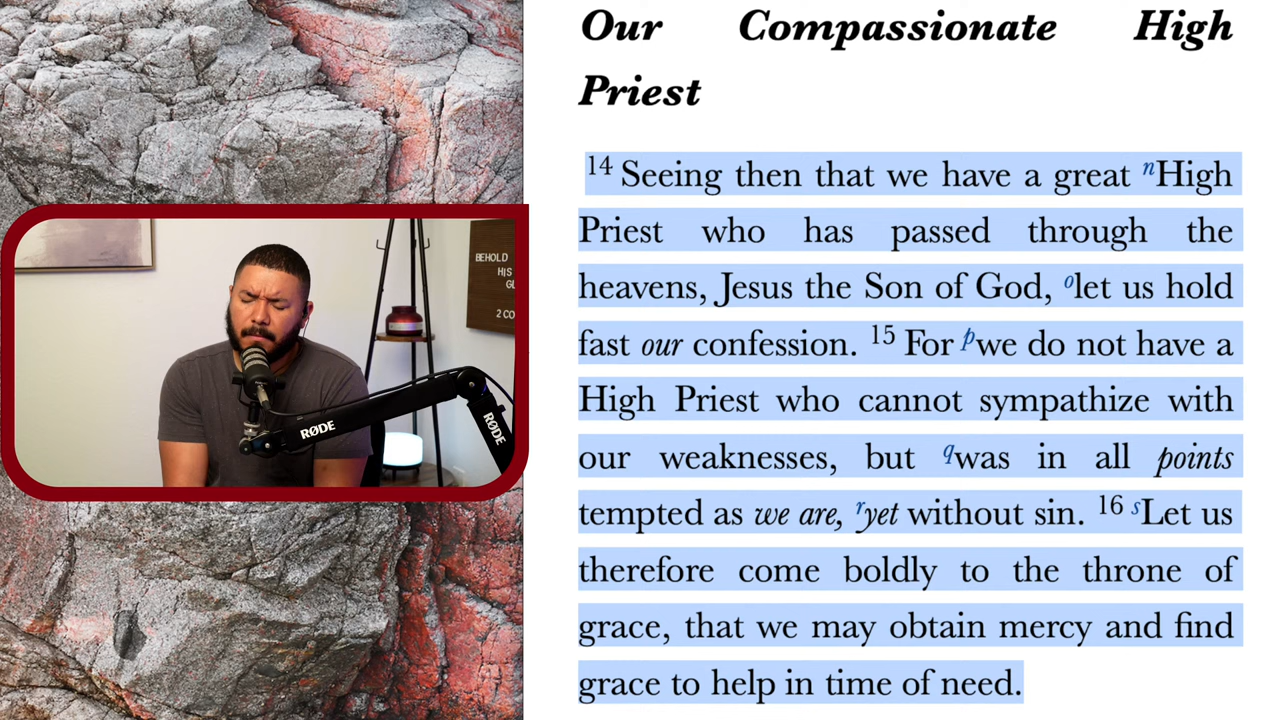 Our Compassionate High
Priest
14 Seeing then that we have a great nHigh
Priest who has passed through the
heavens, Jesus the Son of God, olet us hold
fast our confession. 15 For pwe do not have a
High Priest who cannot sympathize with
our weaknesses, but qwas in all points
tempted as we are, ryet without sin. 16 sLet us
therefore come boldly to the throne of
grace, that we may obtain mercy and find
grace to help in time of need.
BEHOLD
HIS
2 CO
RØDE
RØDE